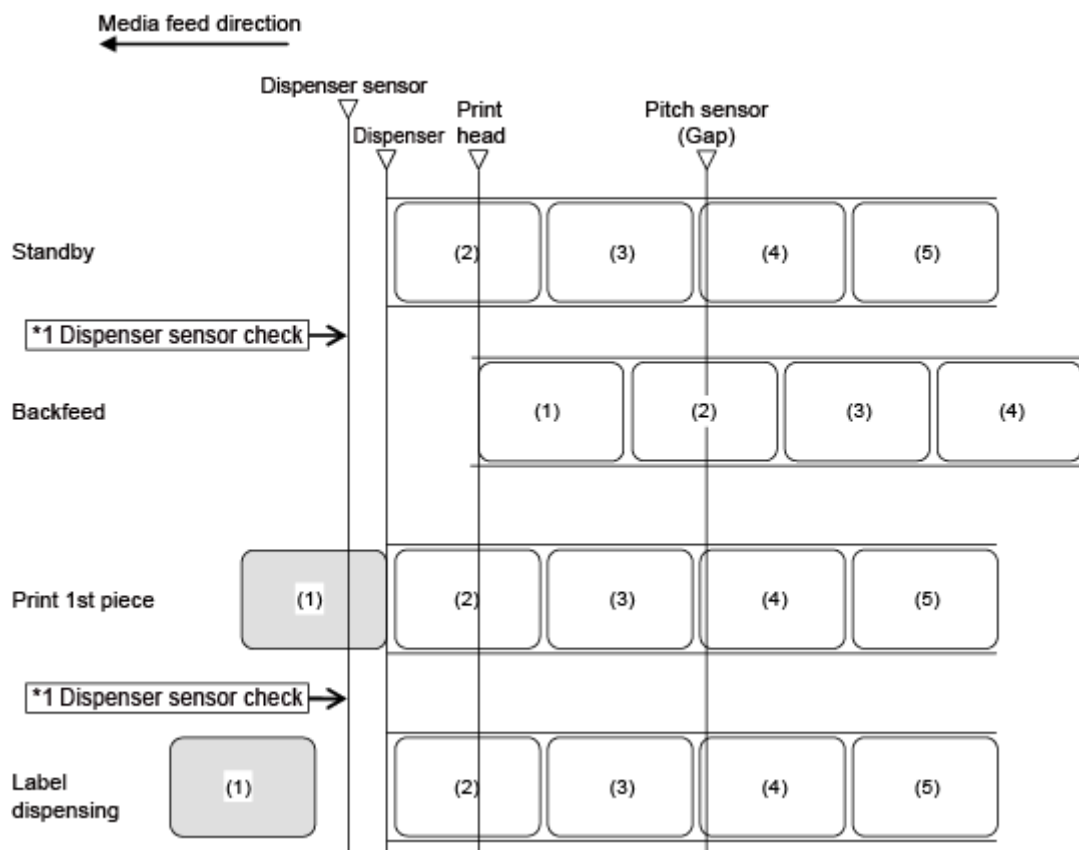 Media feed direction
Dispenser sensor
Print
head
Pitch sensor
(Gap)
Dispenser
Standby
(2)
(3)
(4)
(5)
*1 Dispenser sensor check
Backfeed
(1)
(2)
(3)
(4)
Print 1st piece
(1)
(2)
(3)
(4)
(5)
*1 Dispenser sensor check
Label
dispensing
(1)
(2)
(3)
(4)
(5)